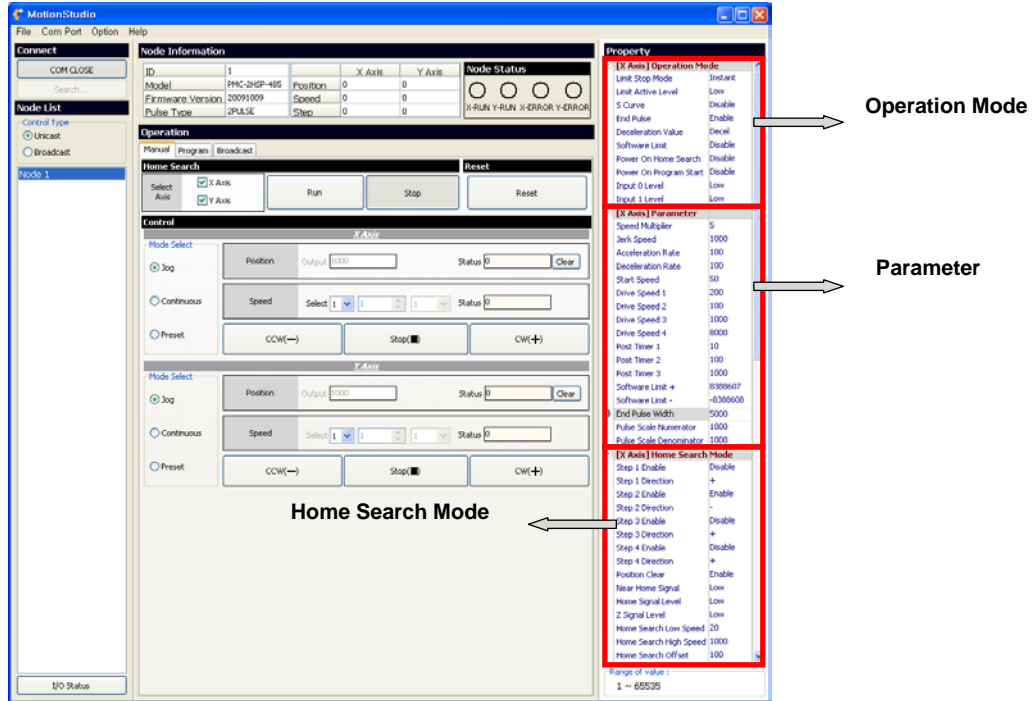 MotionStudio
File Com Port Option Help
Connect
COM CLOSE
Search...
Node List
Control Type
Unicast
Broadcast
Node 1
I/O Status
Node Information
ID 1 X Axis Y Axis
Model PMC-2HSP-485 Position 0 0
Firmware Version 20091009 Speed 0 0
Pulse Type 2PULSE Step 0 0
Node Status
X-RUN Y-RUN X-ERROR Y-ERROR
Operation
Manual Program Broadcast
Home Search Reset
Select Axis
X Axis
Y Axis
Run Stop Reset
Control
X Axis
Mode Select
Jog
Continuous
Preset
Position Output 1000 Status 0 Clear
Speed Select 1 1 1 Status 0
CCW(—) Stop(■) CW(+)
Y Axis
Mode Select
Jog
Continuous
Preset
Position Output 1000 Status 0 Clear
Speed Select 1 1 1 Status 0
CCW(—) Stop(■) CW(+)
Home Search Mode
Property
[X Axis] Operation Mode
Limit Stop Mode Instant
Limit Active Level Low
S Curve Disable
End Pulse Enable
Deceleration Value Decel
Software Limit Disable
Power On Home Search Disable
Power On Program Start Disable
Input 0 Level Low
Input 1 Level Low
[X Axis] Parameter
Speed Multiplier 5
Jerk Speed 1000
Acceleration Rate 100
Deceleration Rate 100
Start Speed 50
Drive Speed 1 200
Drive Speed 2 100
Drive Speed 3 1000
Drive Speed 4 8000
Post Timer 1 10
Post Timer 2 100
Post Timer 3 1000
Software Limit + 8388607
Software Limit - -8388608
End Pulse Width 5000
Pulse Scale Numerator 1000
Pulse Scale Denominator 1000
[X Axis] Home Search Mode
Step 1 Enable Disable
Step 1 Direction +
Step 2 Enable Enable
Step 2 Direction -
Step 3 Enable Disable
Step 3 Direction +
Step 4 Enable Disable
Step 4 Direction +
Position Clear Enable
Near Home Signal Low
Home Signal Level Low
Z Signal Level Low
Home Search Low Speed 20
Home Search High Speed 1000
Home Search Offset 100
Range of value :
1 ~ 65535
Operation Mode
Parameter